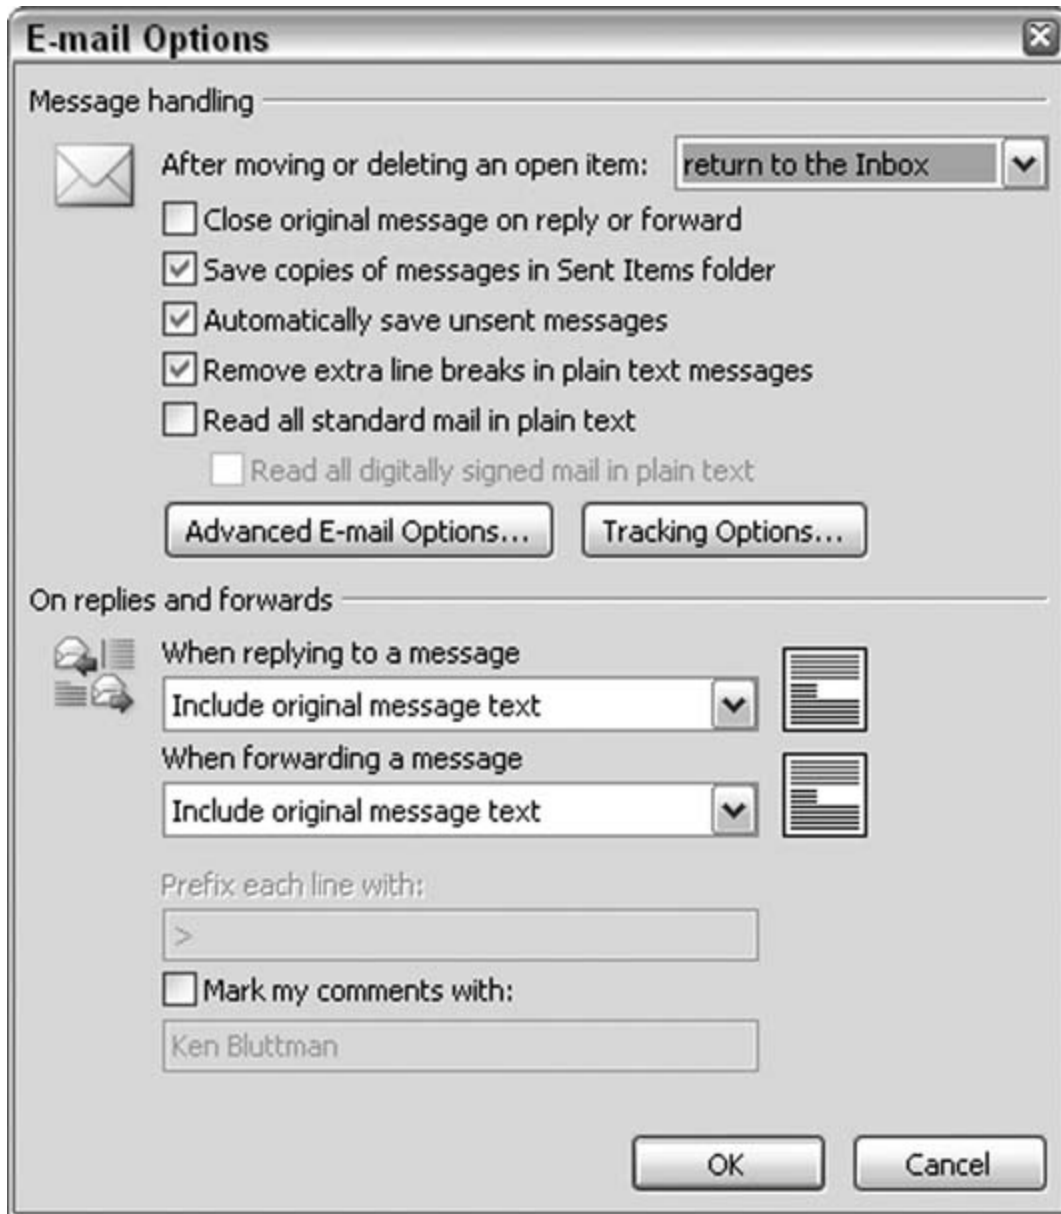 E-mail Options
Message handling
After moving or deleting an open item: return to the Inbox
Close original message on reply or forward
Save copies of messages in Sent Items folder
Automatically save unsent messages
Remove extra line breaks in plain text messages
Read all standard mail in plain text
Read all digitally signed mail in plain text
Advanced E-mail Options... Tracking Options...
On replies and forwards
When replying to a message
Include original message text
When forwarding a message
Include original message text
Prefix each line with:
>
Mark my comments with:
Ken Bluttman
OK Cancel